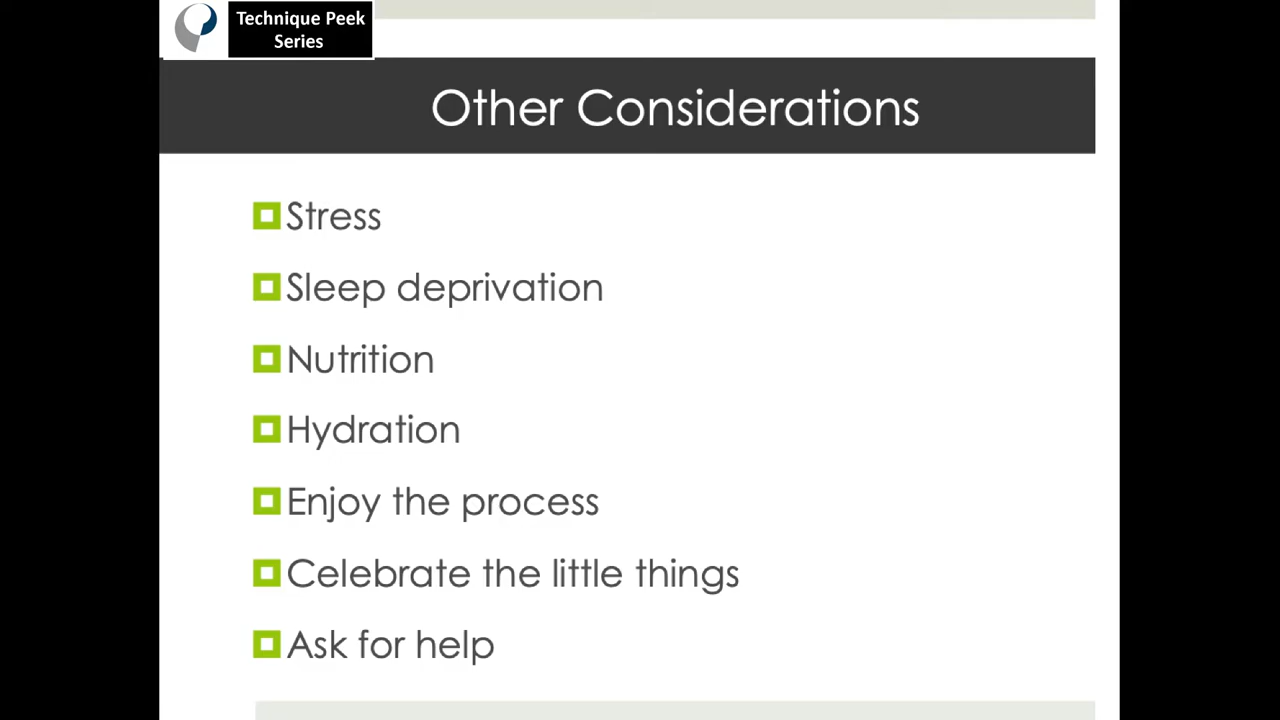 Technique Peek
Series
Other Considerations
Stress
Sleep deprivation
Nutrition
Hydration
Enjoy the process
Celebrate the little things
Ask for help